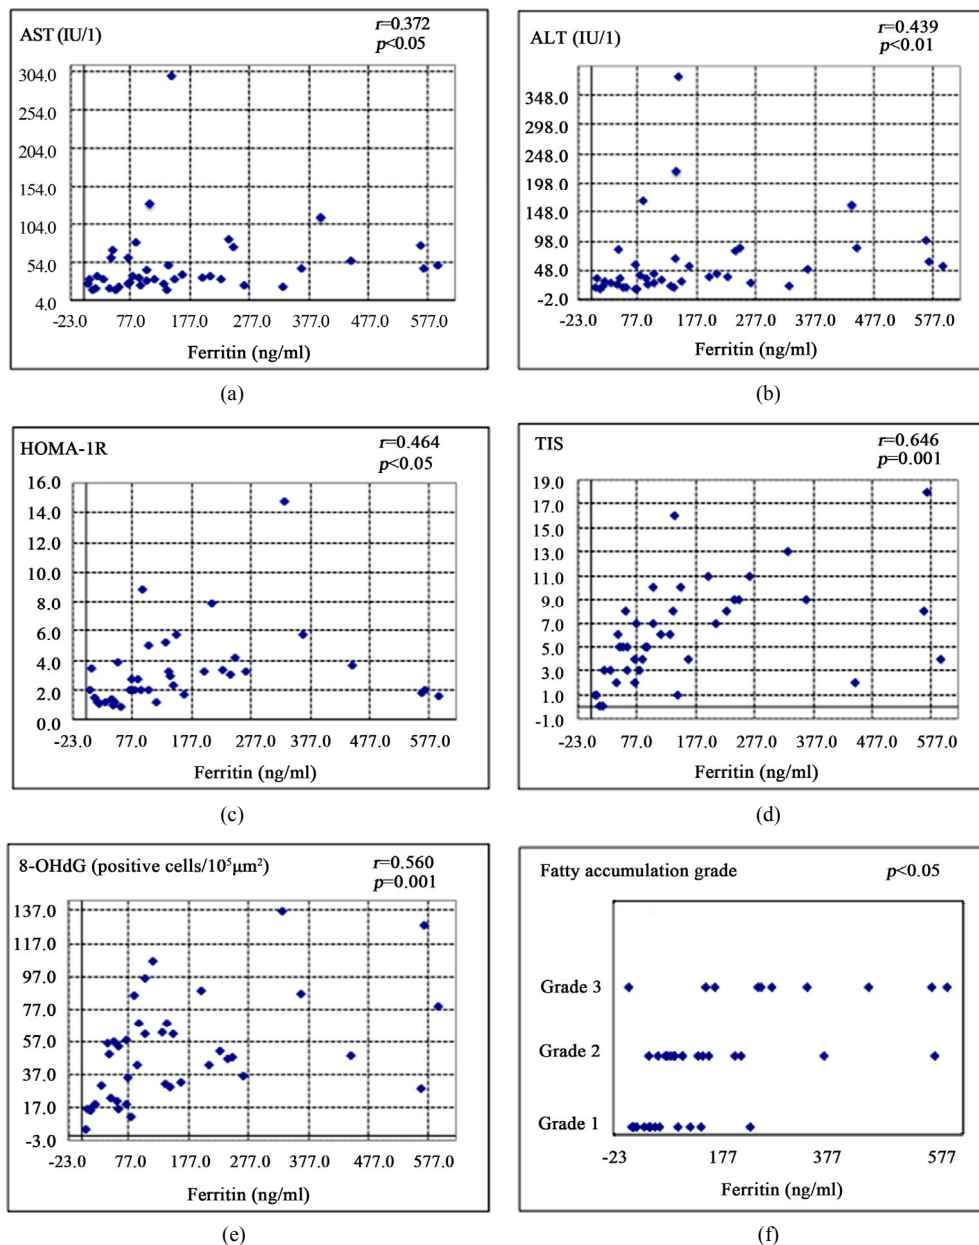 AST (IU/1)
r=0.372
p<0.05
304.0
254.0
204.0
154.0
104.0
54.0
4.0
-23.0 77.0 177.0 277.0 377.0 477.0 577.0
Ferritin (ng/ml)
(a)
ALT (IU/1)
r=0.439
p<0.01
348.0
298.0
248.0
198.0
148.0
98.0
48.0
-2.0
-23.0 77.0 177.0 277.0 377.0 477.0 577.0
Ferritin (ng/ml)
(b)
HOMA-1R
r=0.464
p<0.05
16.0
14.0
12.0
10.0
8.0
6.0
4.0
2.0
0.0
-23.0 77.0 177.0 277.0 377.0 477.0 577.0
Ferritin (ng/ml)
(c)
TIS
r=0.646
p=0.001
19.0
17.0
15.0
13.0
11.0
9.0
7.0
5.0
3.0
1.0
-1.0
-23.0 77.0 177.0 277.0 377.0 477.0 577.0
Ferritin (ng/ml)
(d)
8-OHdG (positive cells/10⁵μm²)
r=0.560
p=0.001
137.0
117.0
97.0
77.0
57.0
37.0
17.0
-3.0
-23.0 77.0 177.0 277.0 377.0 477.0 577.0
Ferritin (ng/ml)
(e)
Fatty accumulation grade
p<0.05
Grade 3
Grade 2
Grade 1
-23 177 377 577
Ferritin (ng/ml)
(f)